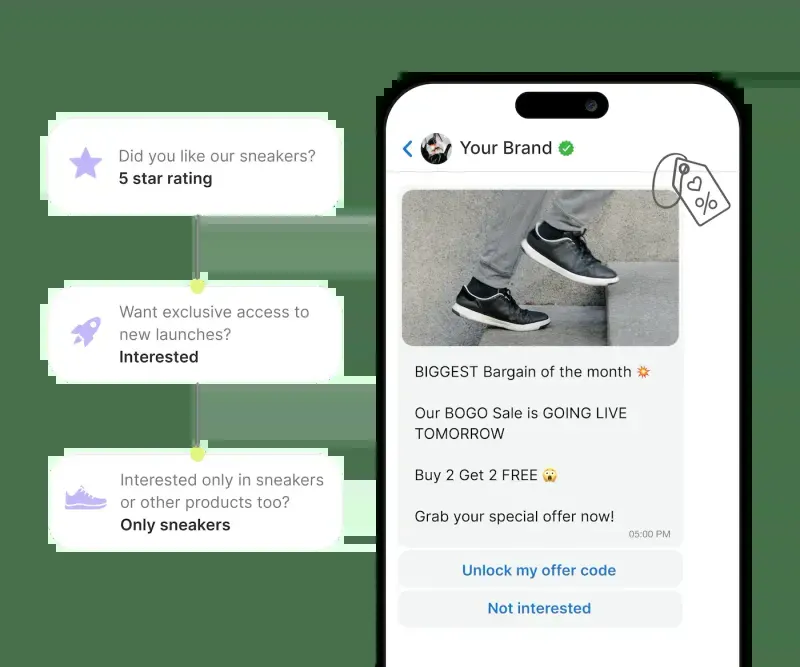 Did you like our sneakers?
5 star rating
Want exclusive access to
new launches?
Interested
Interested only in sneakers
or other products too?
Only sneakers
Your Brand
%
BIGGEST Bargain of the month 💥
Our BOGO Sale is GOING LIVE
TOMORROW
Buy 2 Get 2 FREE 😱
Grab your special offer now!
05:00 PM
Unlock my offer code
Not interested